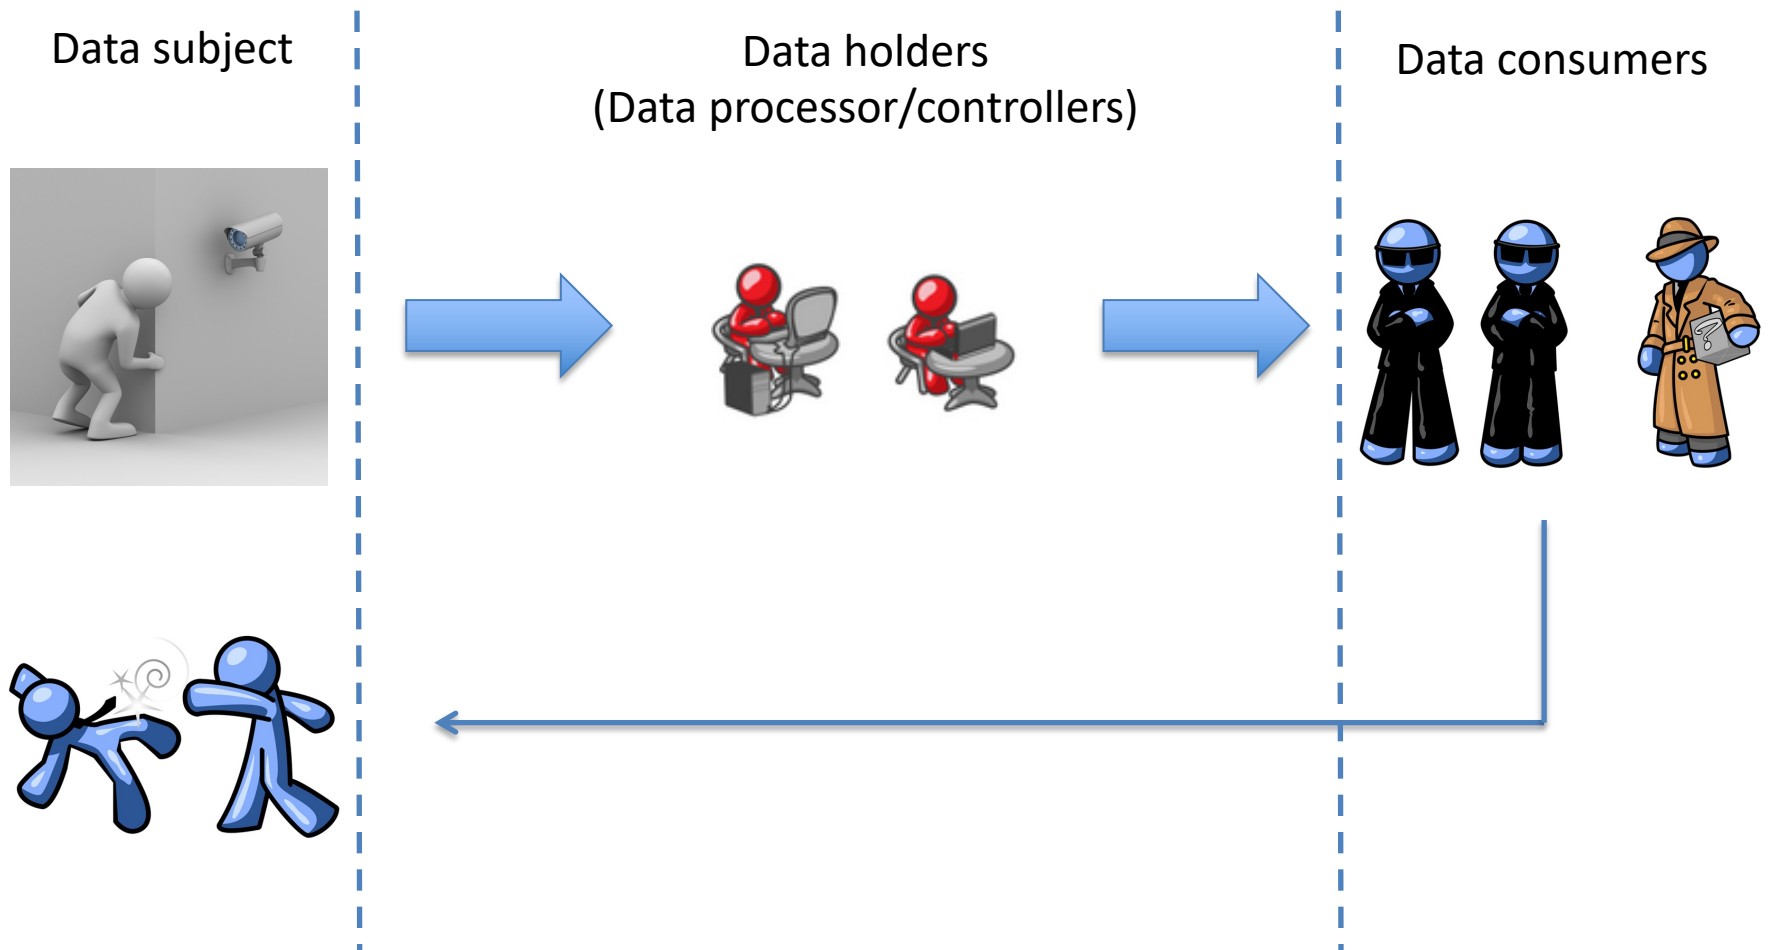 Data subject
Data holders
(Data processor/controllers)
Data consumers
?